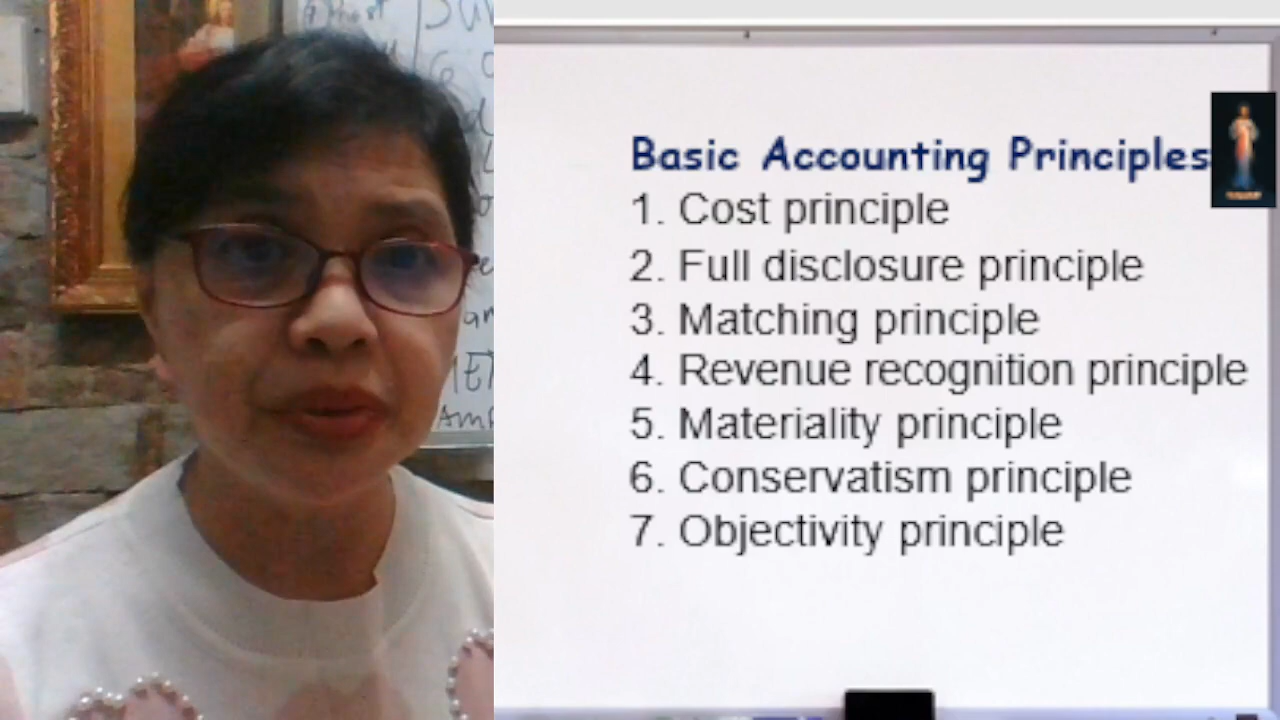 Basic Accounting Principles
1. Cost principle
2. Full disclosure principle
3. Matching principle
4. Revenue recognition principle
5. Materiality principle
6. Conservatism principle
7. Objectivity principle